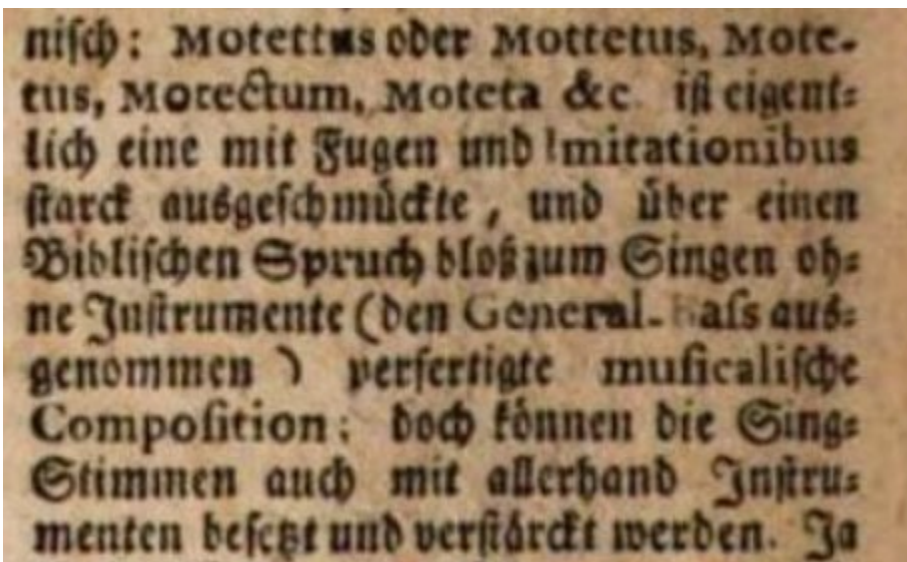 nisch: Motettus oder Mottetus, Mote-
tus, Motectum, Moteta &c. ist eigent-
lich eine mit Fugen und Imitationibus
starck ausgeschmückte, und über einen
Biblischen Spruch bloß zum Singen oh-
ne Instrumente (den General-Bass aus-
genommen) verfertigte musicalische
Composition; doch können die Sing-
Stimmen auch mit allerhand Instru-
menten besetzt und verstärckt werden. Ja